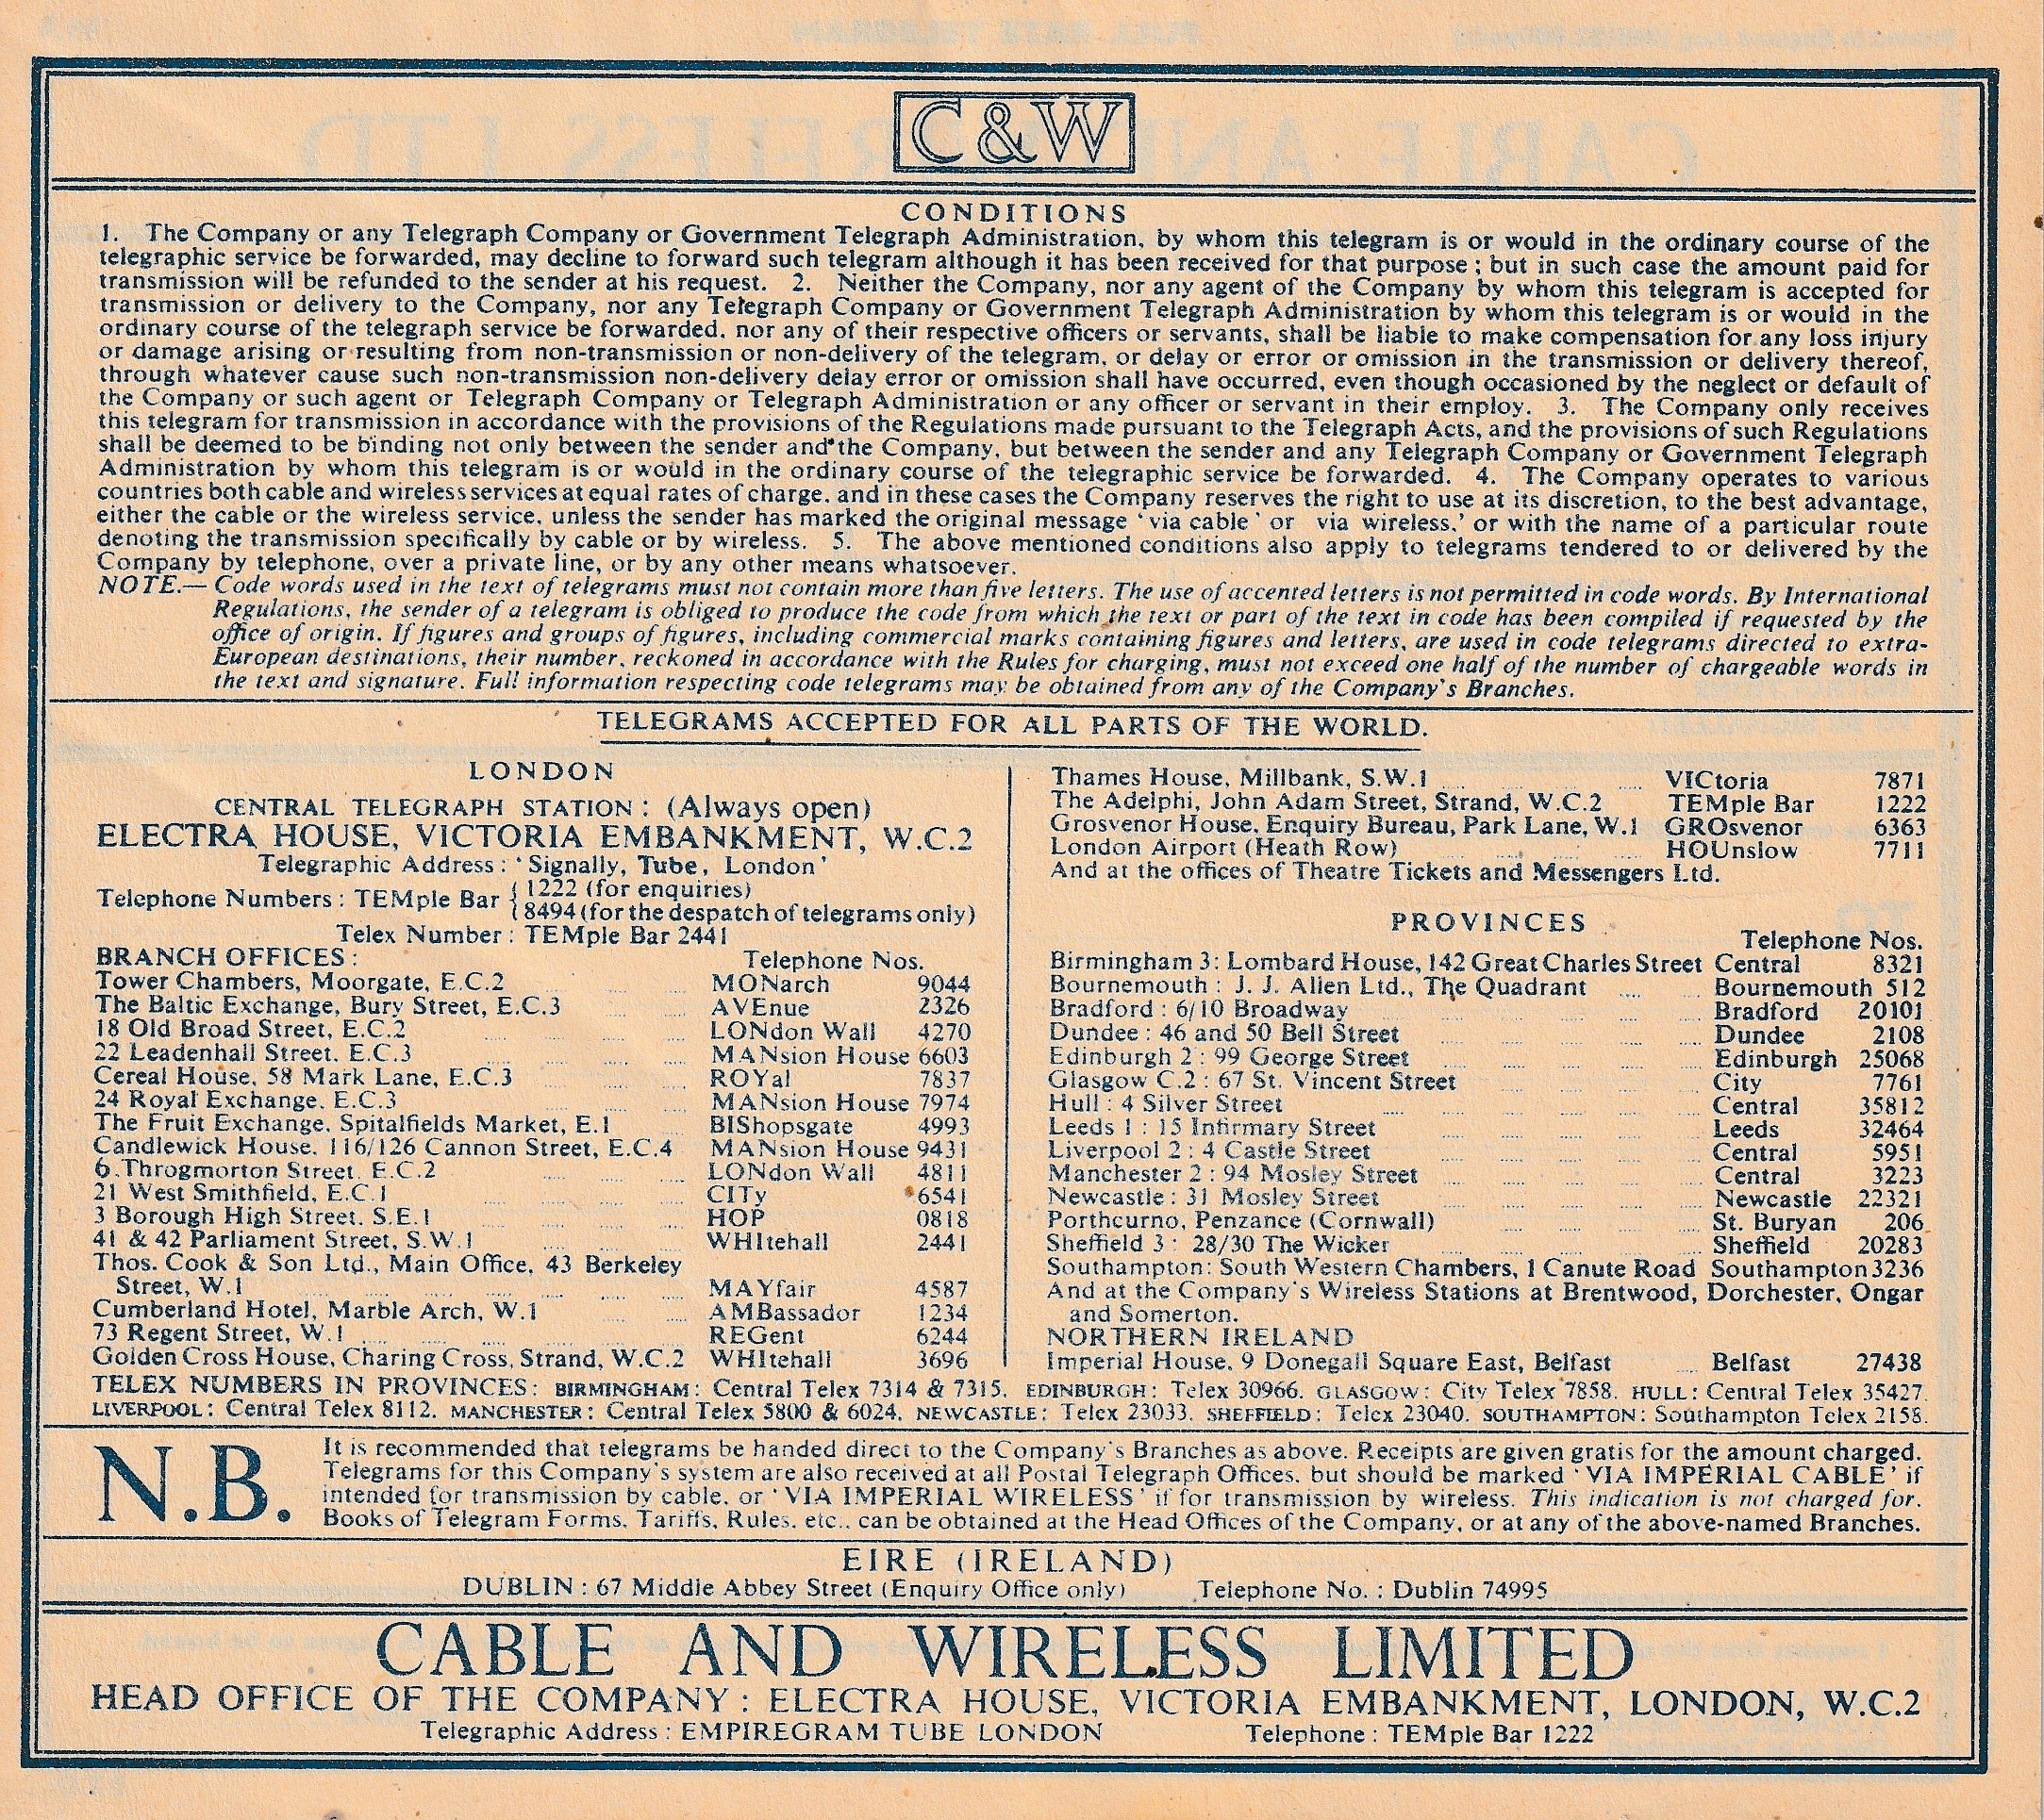 C&W
CONDITIONS
1. The Company or any Telegraph Company or Government Telegraph Administration, by whom this telegram is or would in the ordinary course of the
telegraphic service be forwarded, may decline to forward such telegram although it has been received for that purpose; but in such case the amount paid for
transmission will be refunded to the sender at his request. 2. Neither the Company, nor any agent of the Company by whom this telegram is accepted for
transmission or delivery to the Company, nor any Telegraph Company or Government Telegraph Administration by whom this telegram is or would in the
ordinary course of the telegraph service be forwarded, nor any of their respective officers or servants, shall be liable to make compensation for any loss injury
or damage arising or resulting from non-transmission or non-delivery of the telegram, or delay or error or omission in the transmission or delivery thereof,
through whatever cause such non-transmission non-delivery delay error or omission shall have occurred, even though occasioned by the neglect or default of
the Company or such agent or Telegraph Company or Telegraph Administration or any officer or servant in their employ. 3. The Company only receives
this telegram for transmission in accordance with the provisions of the Regulations made pursuant to the Telegraph Acts, and the provisions of such Regulations
shall be deemed to be binding not only between the sender and the Company, but between the sender and any Telegraph Company or Government Telegraph
Administration by whom this telegram is or would in the ordinary course of the telegraphic service be forwarded. 4. The Company operates to various
countries both cable and wireless services at equal rates of charge, and in these cases the Company reserves the right to use at its discretion, to the best advantage,
either the cable or the wireless service, unless the sender has marked the original message 'via cable' or via wireless,' or with the name of a particular route
denoting the transmission specifically by cable or by wireless. 5. The above mentioned conditions also apply to telegrams tendered to or delivered by the
Company by telephone, over a private line, or by any other means whatsoever.
NOTE.— Code words used in the text of telegrams must not contain more than five letters. The use of accented letters is not permitted in code words. By International
Regulations, the sender of a telegram is obliged to produce the code from which the text or part of the text in code has been compiled if requested by the
office of origin. If figures and groups of figures, including commercial marks containing figures and letters, are used in code telegrams directed to extra-
European destinations, their number, reckoned in accordance with the Rules for charging, must not exceed one half of the number of chargeable words in
the text and signature. Full information respecting code telegrams may be obtained from any of the Company's Branches.
TELEGRAMS ACCEPTED FOR ALL PARTS OF THE WORLD.
LONDON
CENTRAL TELEGRAPH STATION: (Always open)
ELECTRA HOUSE, VICTORIA EMBANKMENT, W.C.2
Telegraphic Address: 'Signally, Tube, London'
Telephone Numbers: TEMple Bar { 1222 (for enquiries)
8494 (for the despatch of telegrams only)
Telex Number: TEMple Bar 2441
BRANCH OFFICES: Telephone Nos.
Tower Chambers, Moorgate, E.C.2 .... .... MONarch 9044
The Baltic Exchange, Bury Street, E.C.3 .... .... AVEnue 2326
18 Old Broad Street, E.C.2 .... .... .... LONdon Wall 4270
22 Leadenhall Street, E.C.3 .... .... .... MANsion House 6603
Cereal House, 58 Mark Lane, E.C.3 .... .... ROYal 7837
24 Royal Exchange, E.C.3 .... .... MANsion House 7974
The Fruit Exchange, Spitalfields Market, E.1 .... BIShopsgate 4993
Candlewick House, 116/126 Cannon Street, E.C.4 MANsion House 9431
6 Throgmorton Street, E.C.2 .... .... .... LONdon Wall 4811
21 West Smithfield, E.C.1 .... .... .... CITy 6541
3 Borough High Street, S.E.1 .... .... .... HOP 0818
41 & 42 Parliament Street, S.W.1 .... .... WHItehall 2441
Thos. Cook & Son Ltd., Main Office, 43 Berkeley
Street, W.1 .... .... .... .... .... .... MAYfair 4587
Cumberland Hotel, Marble Arch, W.1 .... .... AMBassador 1234
73 Regent Street, W.1 .... .... .... .... .... REGent 6244
Golden Cross House, Charing Cross, Strand, W.C.2 WHItehall 3696
Thames House, Millbank, S.W.1 .... .... .... VICtoria 7871
The Adelphi, John Adam Street, Strand, W.C.2 .... TEMple Bar 1222
Grosvenor House, Enquiry Bureau, Park Lane, W.1 GROsvenor 6363
London Airport (Heath Row) .... .... .... HOUnslow 7711
And at the offices of Theatre Tickets and Messengers Ltd.
PROVINCES
Telephone Nos.
Birmingham 3: Lombard House, 142 Great Charles Street Central 8321
Bournemouth: J. J. Allen Ltd., The Quadrant .... .... Bournemouth 512
Bradford: 6/10 Broadway .... .... .... .... Bradford 20101
Dundee: 46 and 50 Bell Street .... .... .... .... Dundee 2108
Edinburgh 2: 99 George Street .... .... .... .... Edinburgh 25068
Glasgow C.2: 67 St. Vincent Street .... .... .... .... City 7761
Hull: 4 Silver Street .... .... .... .... .... Central 35812
Leeds 1: 15 Infirmary Street .... .... .... .... Leeds 32464
Liverpool 2: 4 Castle Street .... .... .... .... Central 5951
Manchester 2: 94 Mosley Street .... .... .... .... Central 3223
Newcastle: 31 Mosley Street .... .... .... .... Newcastle 22321
Porthcurno, Penzance (Cornwall) .... .... .... .... St. Buryan 206
Sheffield 3: 28/30 The Wicker .... .... .... .... Sheffield 20283
Southampton: South Western Chambers, 1 Canute Road Southampton 3236
And at the Company's Wireless Stations at Brentwood, Dorchester, Ongar
and Somerton.
NORTHERN IRELAND
Imperial House, 9 Donegall Square East, Belfast .... Belfast 27438
TELEX NUMBERS IN PROVINCES: BIRMINGHAM: Central Telex 7314 & 7315. EDINBURGH: Telex 30966. GLASGOW: City Telex 7858. HULL: Central Telex 35427.
LIVERPOOL: Central Telex 8112. MANCHESTER: Central Telex 5800 & 6024. NEWCASTLE: Telex 23033. SHEFFIELD: Telex 23040. SOUTHAMPTON: Southampton Telex 2158.
N.B.
It is recommended that telegrams be handed direct to the Company's Branches as above. Receipts are given gratis for the amount charged.
Telegrams for this Company's system are also received at all Postal Telegraph Offices, but should be marked 'VIA IMPERIAL CABLE' if
intended for transmission by cable, or 'VIA IMPERIAL WIRELESS' if for transmission by wireless. This indication is not charged for.
Books of Telegram Forms, Tariffs, Rules, etc., can be obtained at the Head Offices of the Company, or at any of the above-named Branches.
EIRE (IRELAND)
DUBLIN: 67 Middle Abbey Street (Enquiry Office only) Telephone No.: Dublin 74995
CABLE AND WIRELESS LIMITED
HEAD OFFICE OF THE COMPANY: ELECTRA HOUSE, VICTORIA EMBANKMENT, LONDON, W.C.2
Telegraphic Address: EMPIREGRAM TUBE LONDON Telephone: TEMple Bar 1222